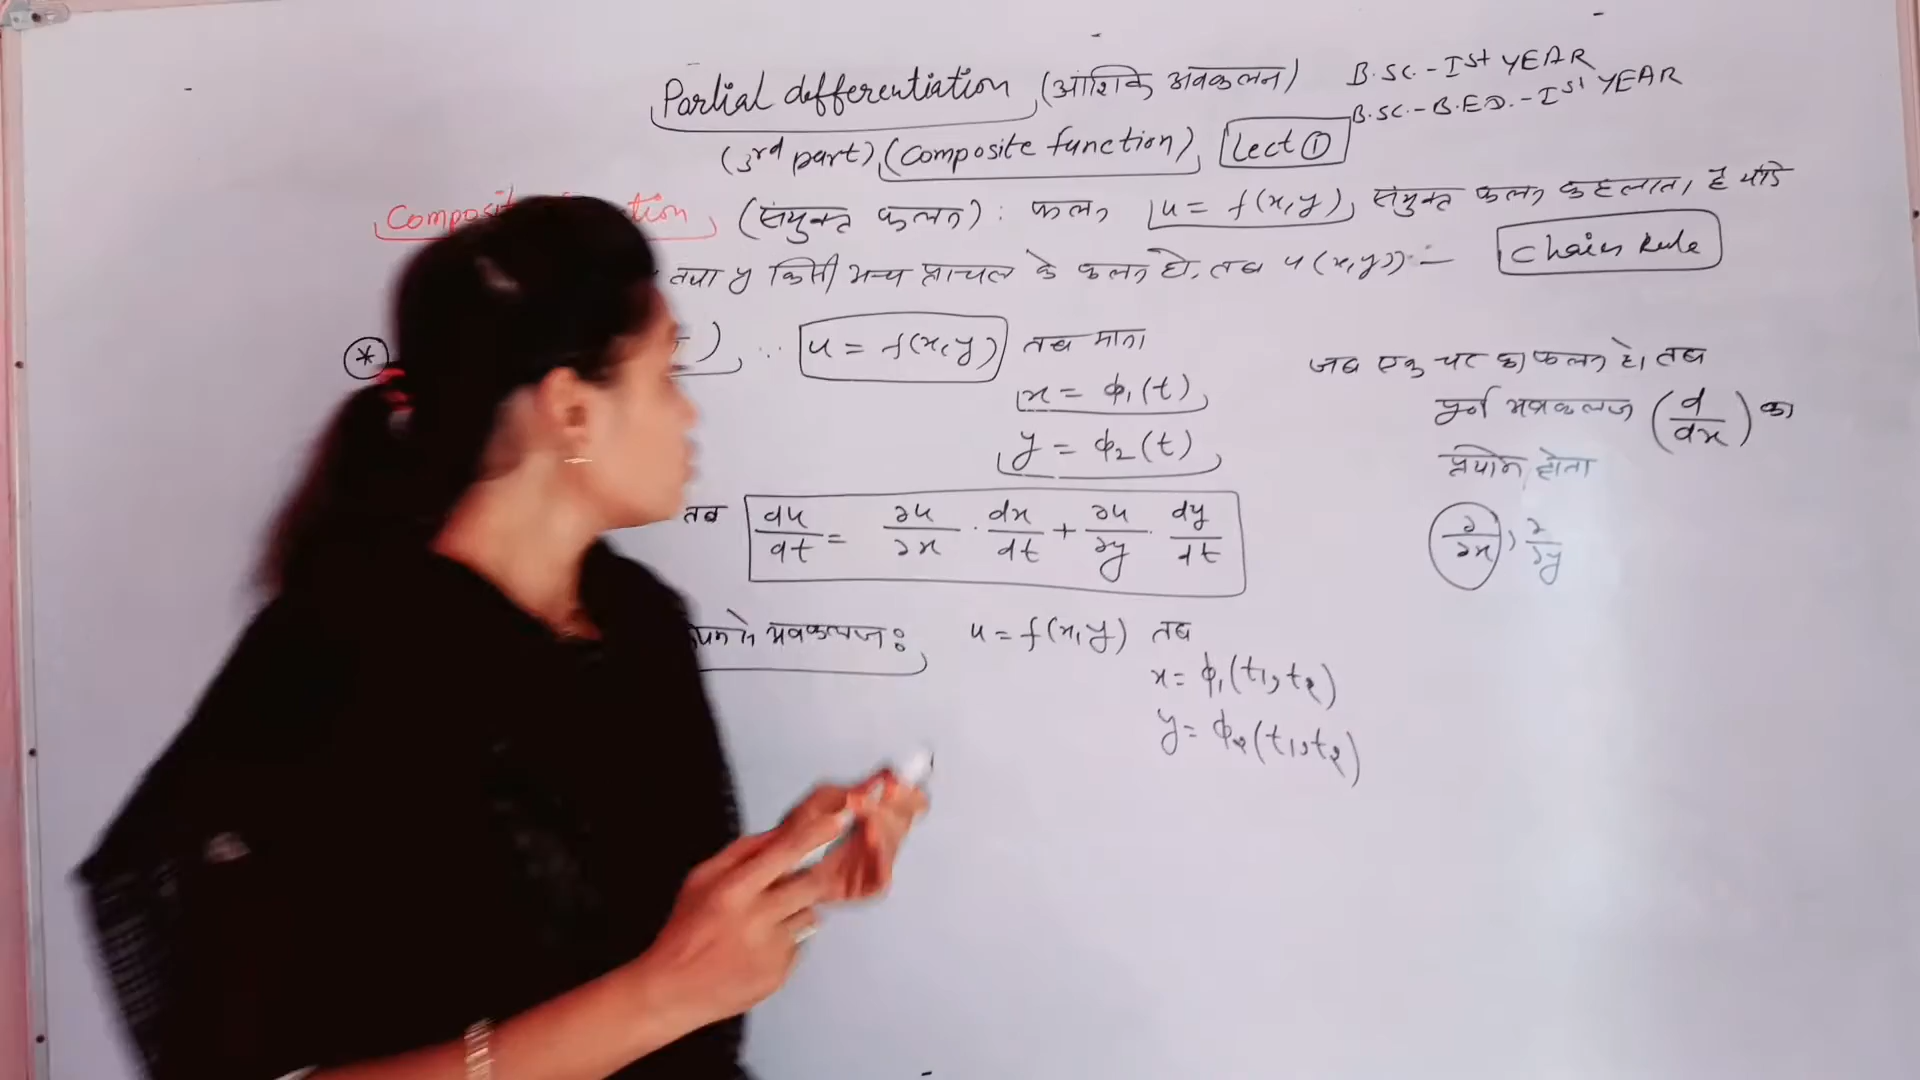 Partial differentiation (आंशिक अवकलन) B.SC.-Ist YEAR
B.SC.-B.ED.-Ist YEAR
(3rd part) (Composite function) Lect ①
(संयुक्त फलन): फलन u = f(x,y) संयुक्त फलन कहलाता है यदि
तथा y किसी अन्य प्राचल के फलन हो, तब u(x,y) :- Chain Rule
* u = f(x,y) तब माना
x = ϕ₁(t)
y = ϕ₂(t)
जब एक चर का फलन हो तब
पूर्ण अवकलज (d/dx) का
प्रयोग होता
∂/∂x, ∂/∂y
तब du/dt = ∂u/∂x · dx/dt + ∂u/∂y · dy/dt
अवकलज: u = f(x,y) तब
x = ϕ₁(t₁,t₂)
y = ϕ₂(t₁,t₂)